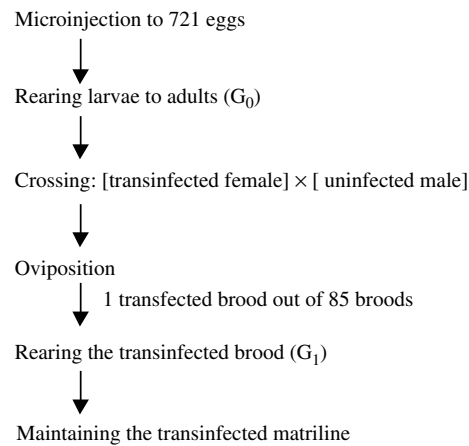 Microinjection to 721 eggs
Rearing larvae to adults (G₀)
Crossing: [transinfected female] × [ uninfected male]
Oviposition
1 transfected brood out of 85 broods
Rearing the transinfected brood (G₁)
Maintaining the transinfected matriline